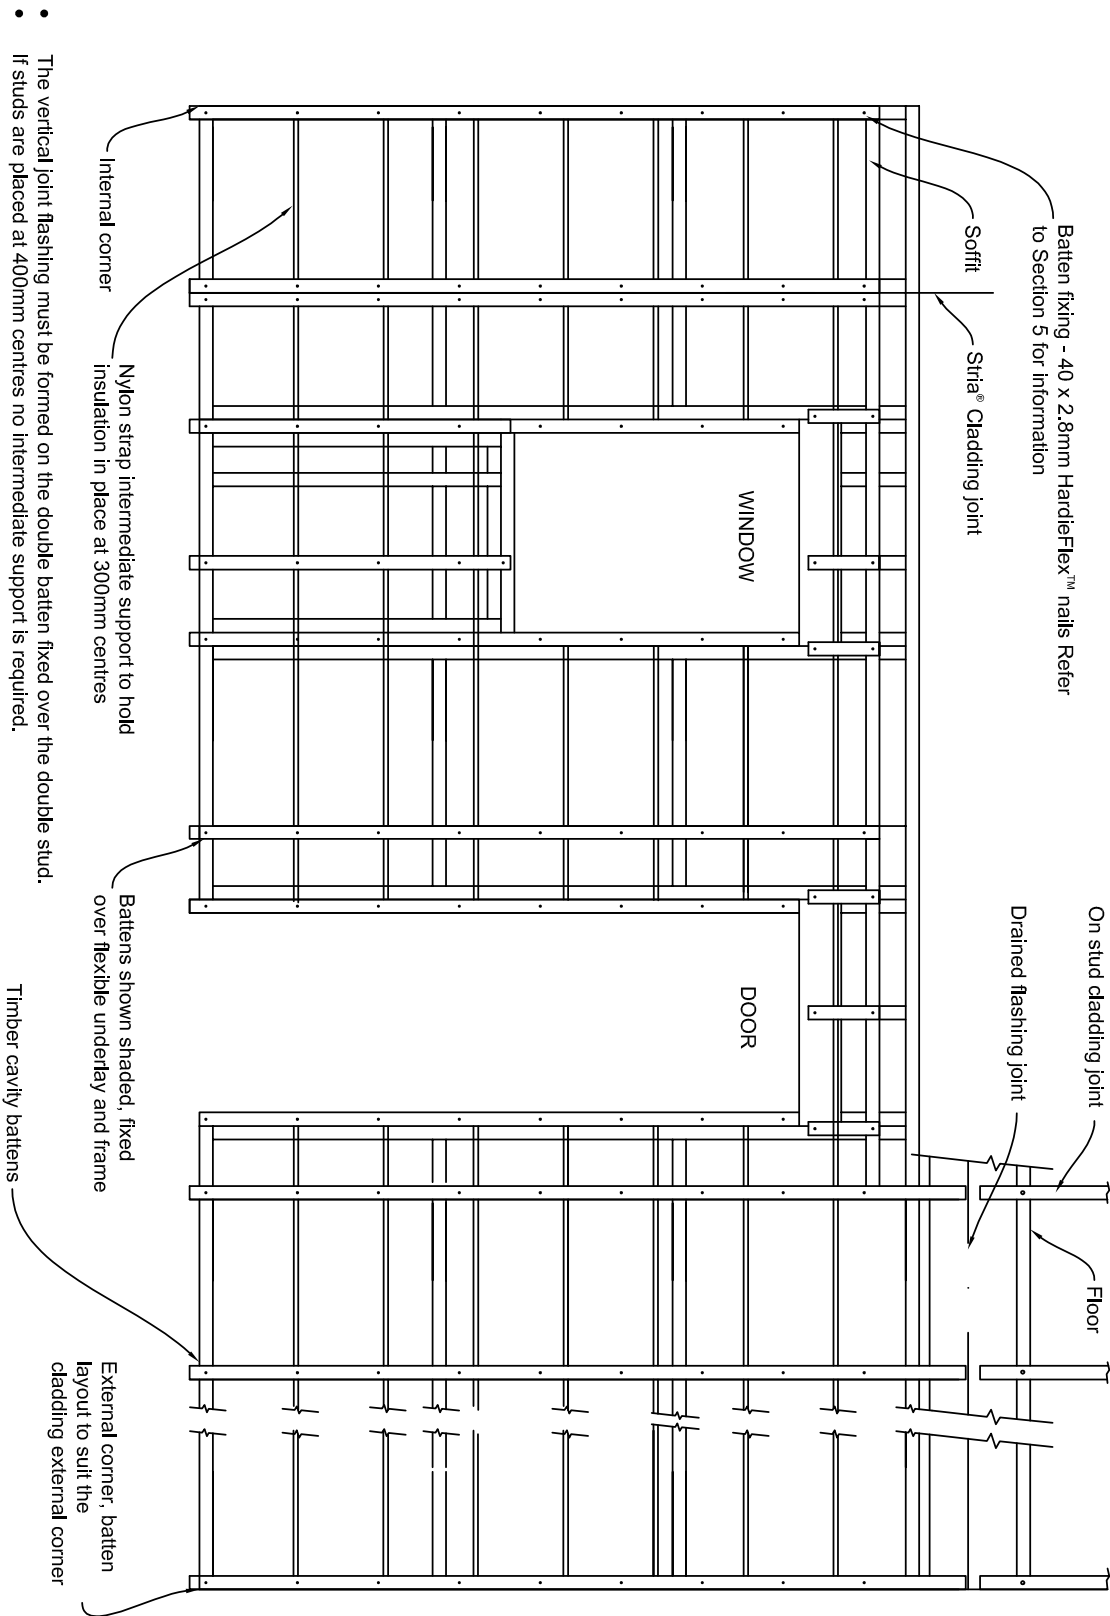 On stud cladding joint
Drained flashing joint
Floor
Batten fixing - 40 x 2.8mm HardieFlex™ nails Refer
to Section 5 for information
Soffit
Stria® Cladding joint
WINDOW
DOOR
Internal corner
Nylon strap intermediate support to hold
insulation in place at 300mm centres
Battens shown shaded, fixed
over flexible underlay and frame
Timber cavity battens
External corner, batten
layout to suit the
cladding external corner
• The vertical joint flashing must be formed on the double batten fixed over the double stud.
• If studs are placed at 400mm centres no intermediate support is required.